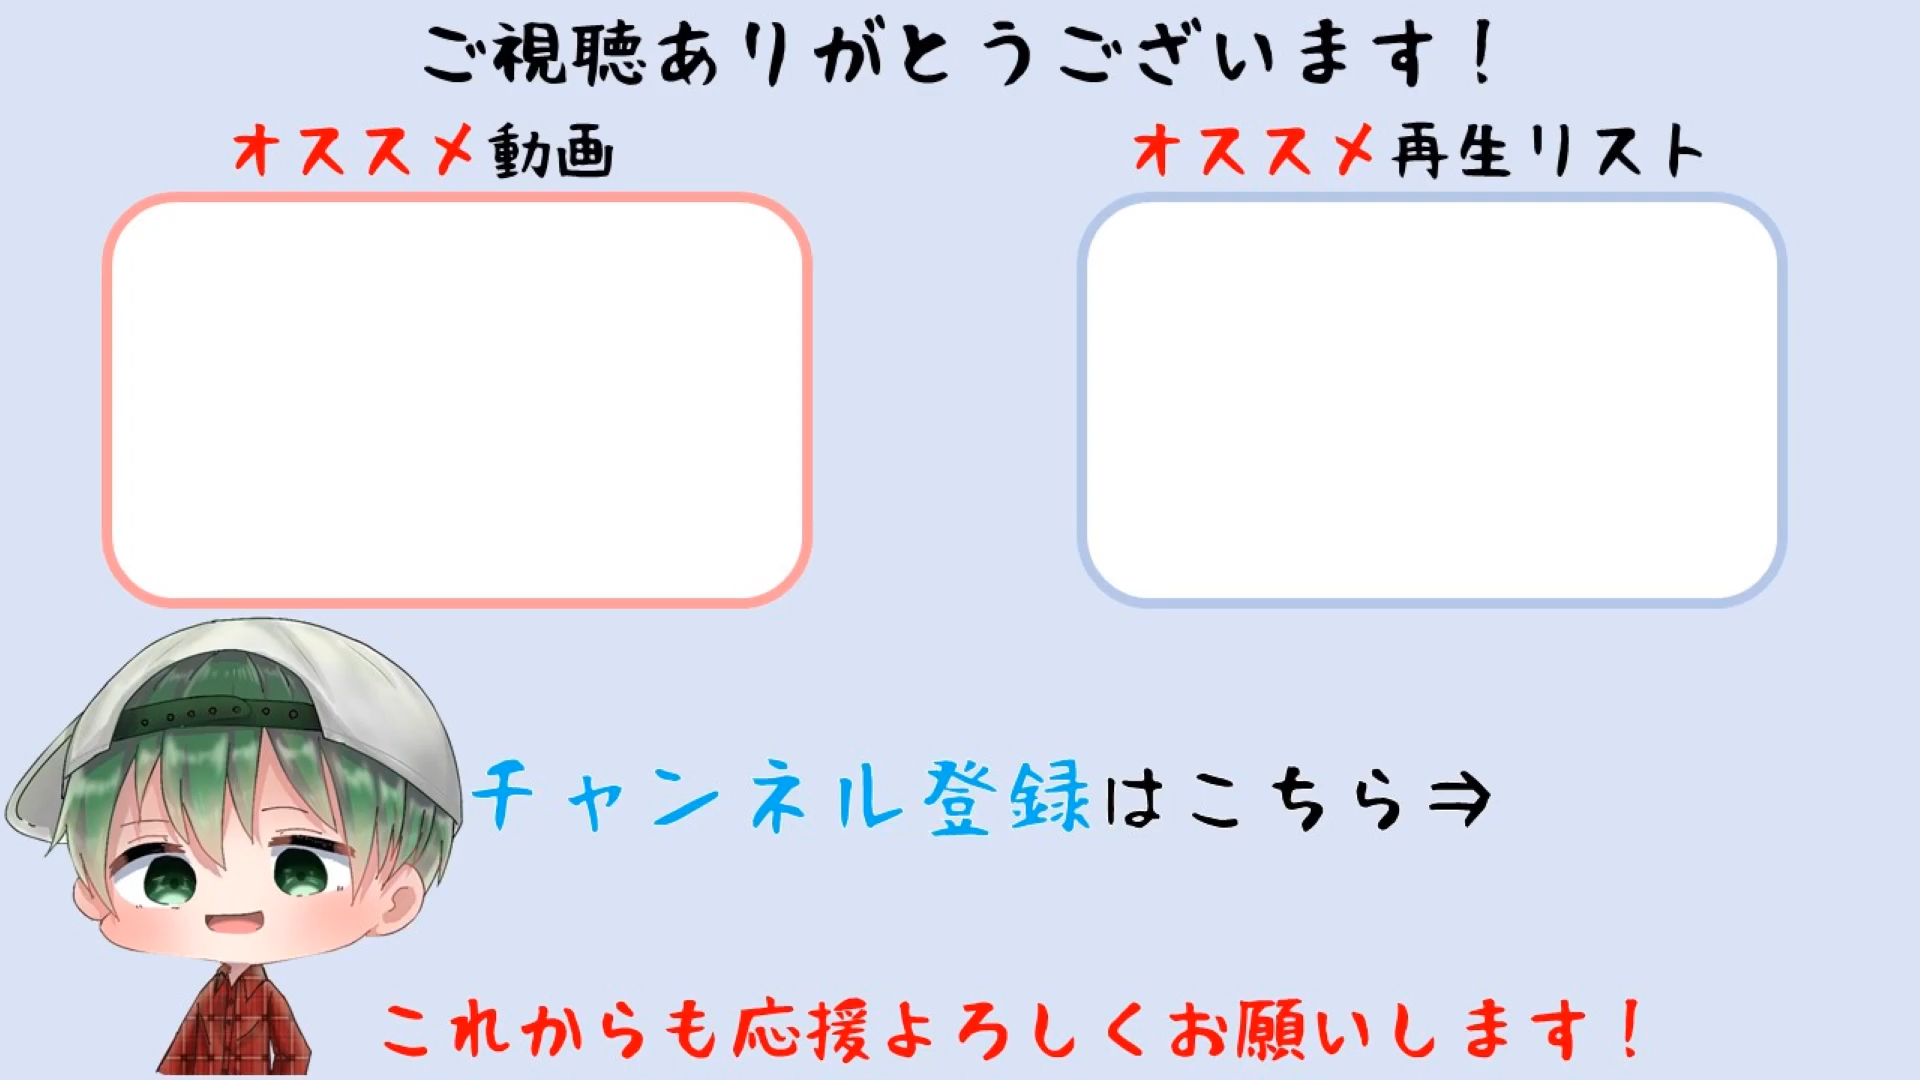 ご視聴ありがとうございます！
オススメ動画
オススメ再生リスト
チャンネル登録はこちら⇒
これからも応援よろしくお願いします！